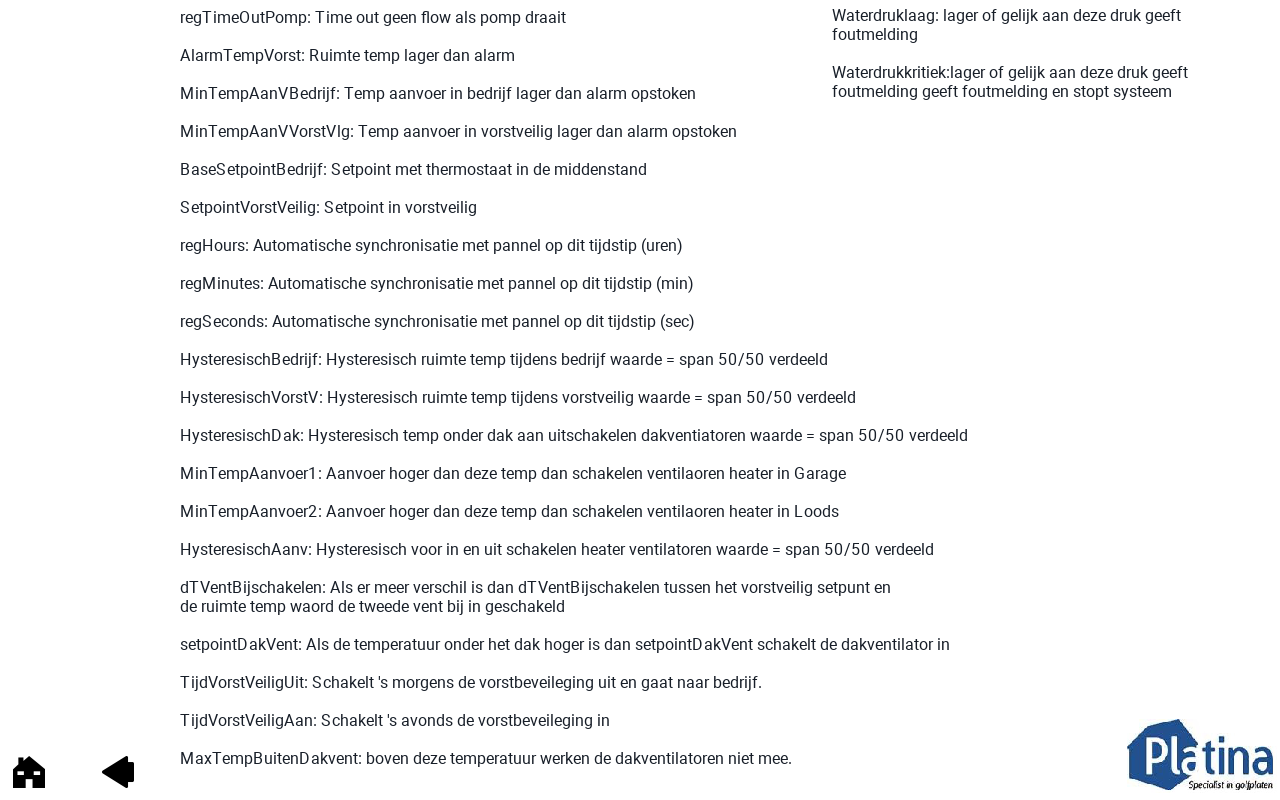 regTimeOutPomp: Time out geen flow als pomp draait
AlarmTempVorst: Ruimte temp lager dan alarm
MinTempAanVBedrijf: Temp aanvoer in bedrijf lager dan alarm opstoken
MinTempAanVVorstVlg: Temp aanvoer in vorstveilig lager dan alarm opstoken
BaseSetpointBedrijf: Setpoint met thermostaat in de middenstand
SetpointVorstVeilig: Setpoint in vorstveilig
regHours: Automatische synchronisatie met pannel op dit tijdstip (uren)
regMinutes: Automatische synchronisatie met pannel op dit tijdstip (min)
regSeconds: Automatische synchronisatie met pannel op dit tijdstip (sec)
HysteresischBedrijf: Hysteresisch ruimte temp tijdens bedrijf waarde = span 50/50 verdeeld
HysteresischVorstV: Hysteresisch ruimte temp tijdens vorstveilig waarde = span 50/50 verdeeld
HysteresischDak: Hysteresisch temp onder dak aan uitschakelen dakventiatoren waarde = span 50/50 verdeeld
MinTempAanvoer1: Aanvoer hoger dan deze temp dan schakelen ventilaoren heater in Garage
MinTempAanvoer2: Aanvoer hoger dan deze temp dan schakelen ventilaoren heater in Loods
HysteresischAanv: Hysteresisch voor in en uit schakelen heater ventilatoren waarde = span 50/50 verdeeld
dTVentBijschakelen: Als er meer verschil is dan dTVentBijschakelen tussen het vorstveilig setpunt en
de ruimte temp waord de tweede vent bij in geschakeld
setpointDakVent: Als de temperatuur onder het dak hoger is dan setpointDakVent schakelt de dakventilator in
TijdVorstVeiligUit: Schakelt 's morgens de vorstbeveileging uit en gaat naar bedrijf.
TijdVorstVeiligAan: Schakelt 's avonds de vorstbeveileging in
MaxTempBuitenDakvent: boven deze temperatuur werken de dakventilatoren niet mee.
Waterdruklaag: lager of gelijk aan deze druk geeft
foutmelding
Waterdrukkritiek:lager of gelijk aan deze druk geeft
foutmelding geeft foutmelding en stopt systeem
Platina
Specialist in golfplaten